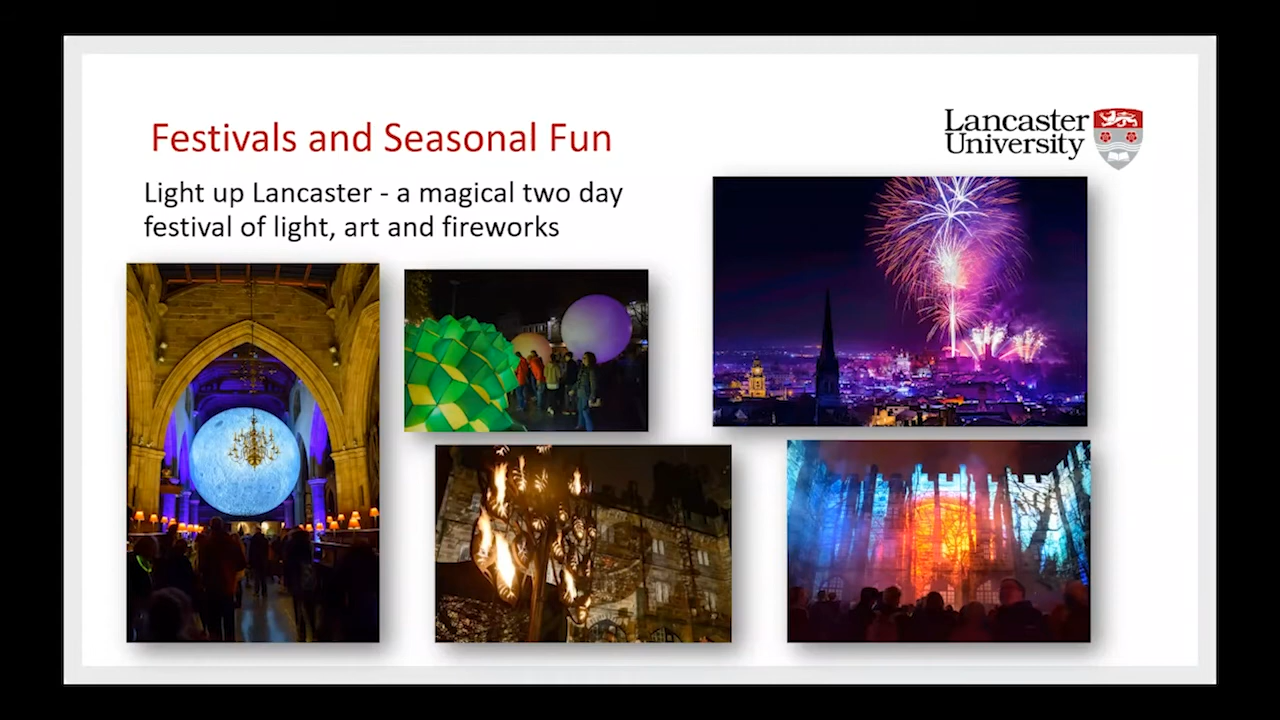 Festivals and Seasonal Fun
Lancaster
University
Light up Lancaster - a magical two day
festival of light, art and fireworks